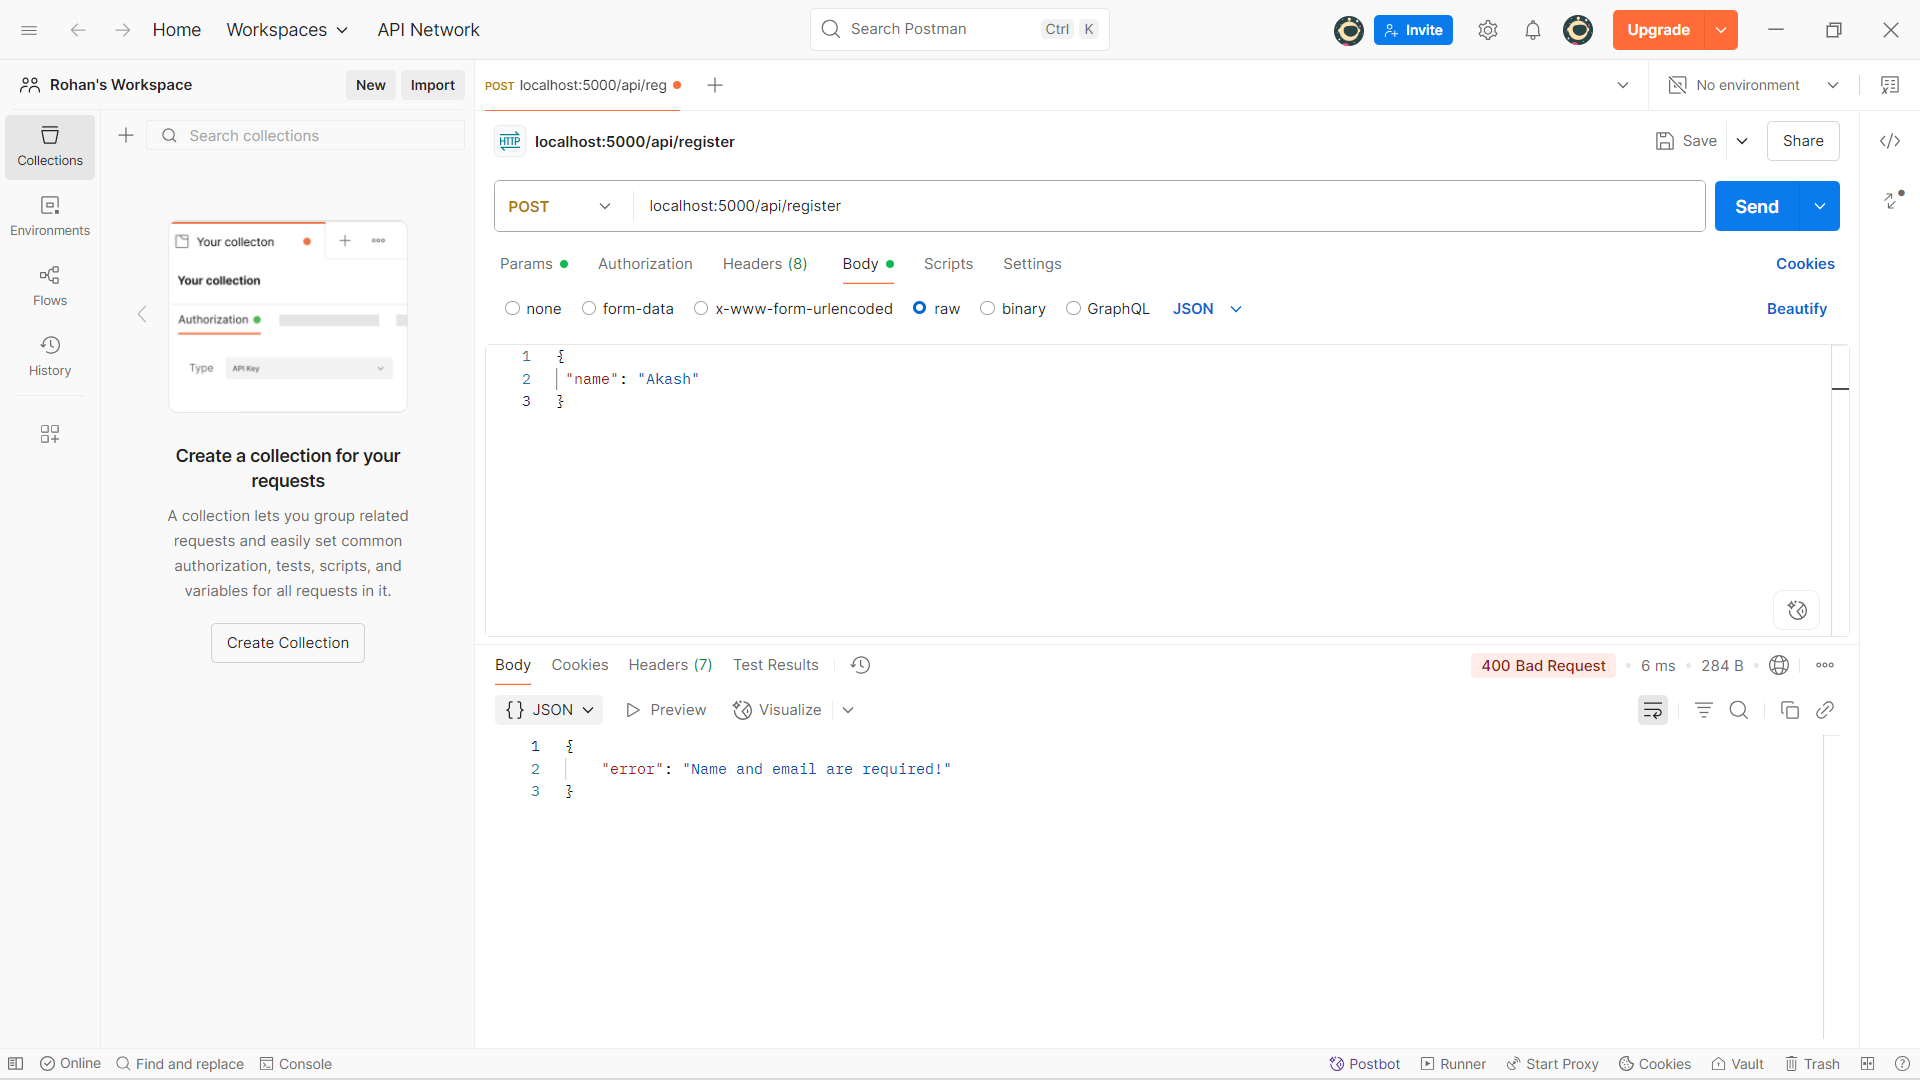 Home Workspaces API Network Search Postman Ctrl K Invite Upgrade
Rohan's Workspace New Import
POST localhost:5000/api/reg No environment
Search collections
Collections
Environments
Flows
History
Your collecton
Your collection
Authorization
Type API Key
Create a collection for your
requests
A collection lets you group related
requests and easily set common
authorization, tests, scripts, and
variables for all requests in it.
Create Collection
HTTP localhost:5000/api/register Save Share
POST localhost:5000/api/register Send
Params Authorization Headers (8) Body Scripts Settings Cookies
none form-data x-www-form-urlencoded raw binary GraphQL JSON Beautify
1 {
2 "name": "Akash"
3 }
Body Cookies Headers (7) Test Results 400 Bad Request 6 ms 284 B
{} JSON Preview Visualize
1 {
2 "error": "Name and email are required!"
3 }
Online Find and replace Console Postbot Runner Start Proxy Cookies Vault Trash